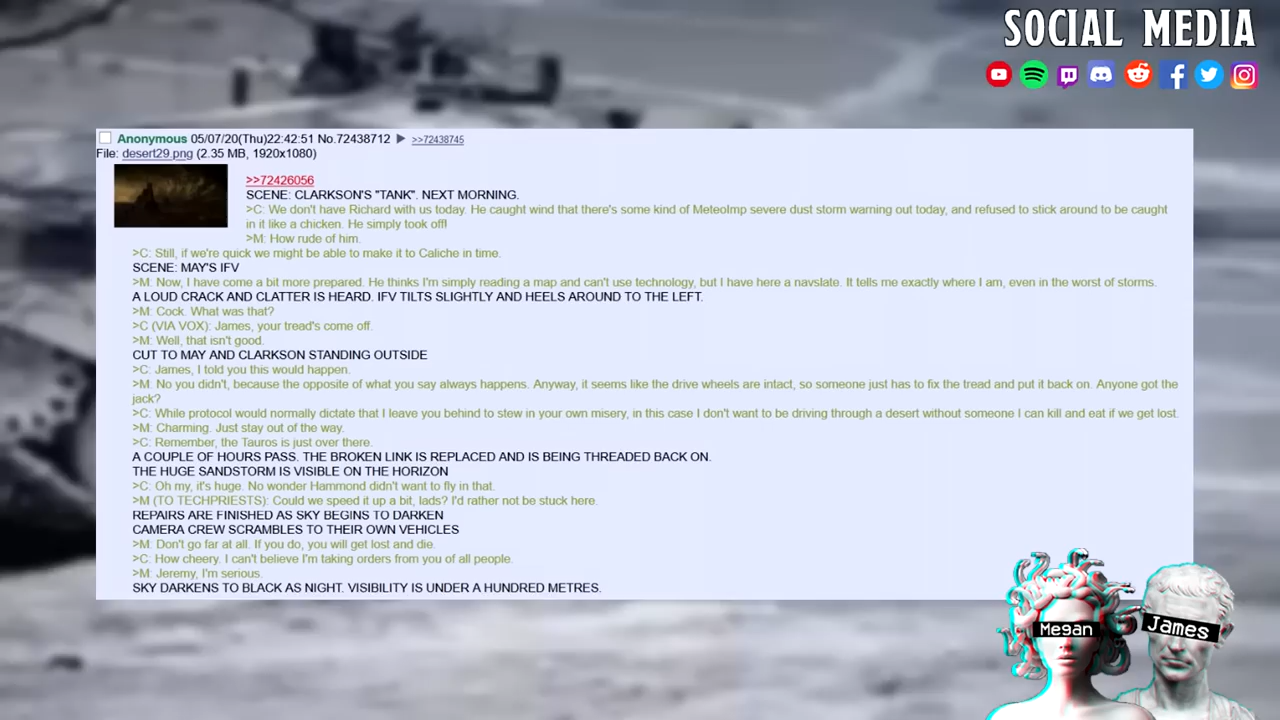 SOCIAL MEDIA
Anonymous 05/07/20(Thu)22:42:51 No.72438712 ▶ >>72438745
File: desert29.png (2.35 MB, 1920x1080)
>>72426056
SCENE: CLARKSON'S "TANK". NEXT MORNING.
>C: We don't have Richard with us today. He caught wind that there's some kind of MeteoImp severe dust storm warning out today, and refused to stick around to be caught
in it like a chicken. He simply took off!
>M: How rude of him.
>C: Still, if we're quick we might be able to make it to Caliche in time.
SCENE: MAY'S IFV
>M: Now, I have come a bit more prepared. He thinks I'm simply reading a map and can't use technology, but I have here a navslate. It tells me exactly where I am, even in the worst of storms.
A LOUD CRACK AND CLATTER IS HEARD. IFV TILTS SLIGHTLY AND HEELS AROUND TO THE LEFT.
>M: Cock. What was that?
>C (VIA VOX): James, your tread's come off.
>M: Well, that isn't good.
CUT TO MAY AND CLARKSON STANDING OUTSIDE
>C: James, I told you this would happen.
>M: No you didn't, because the opposite of what you say always happens. Anyway, it seems like the drive wheels are intact, so someone just has to fix the tread and put it back on. Anyone got the
jack?
>C: While protocol would normally dictate that I leave you behind to stew in your own misery, in this case I don't want to be driving through a desert without someone I can kill and eat if we get lost.
>M: Charming. Just stay out of the way.
>C: Remember, the Tauros is just over there.
A COUPLE OF HOURS PASS. THE BROKEN LINK IS REPLACED AND IS BEING THREADED BACK ON.
THE HUGE SANDSTORM IS VISIBLE ON THE HORIZON
>C: Oh my, it's huge. No wonder Hammond didn't want to fly in that.
>M (TO TECHPRIESTS): Could we speed it up a bit, lads? I'd rather not be stuck here.
REPAIRS ARE FINISHED AS SKY BEGINS TO DARKEN
CAMERA CREW SCRAMBLES TO THEIR OWN VEHICLES
>M: Don't go far at all. If you do, you will get lost and die.
>C: How cheery. I can't believe I'm taking orders from you of all people.
>M: Jeremy, I'm serious.
SKY DARKENS TO BLACK AS NIGHT. VISIBILITY IS UNDER A HUNDRED METRES.
Megan
James